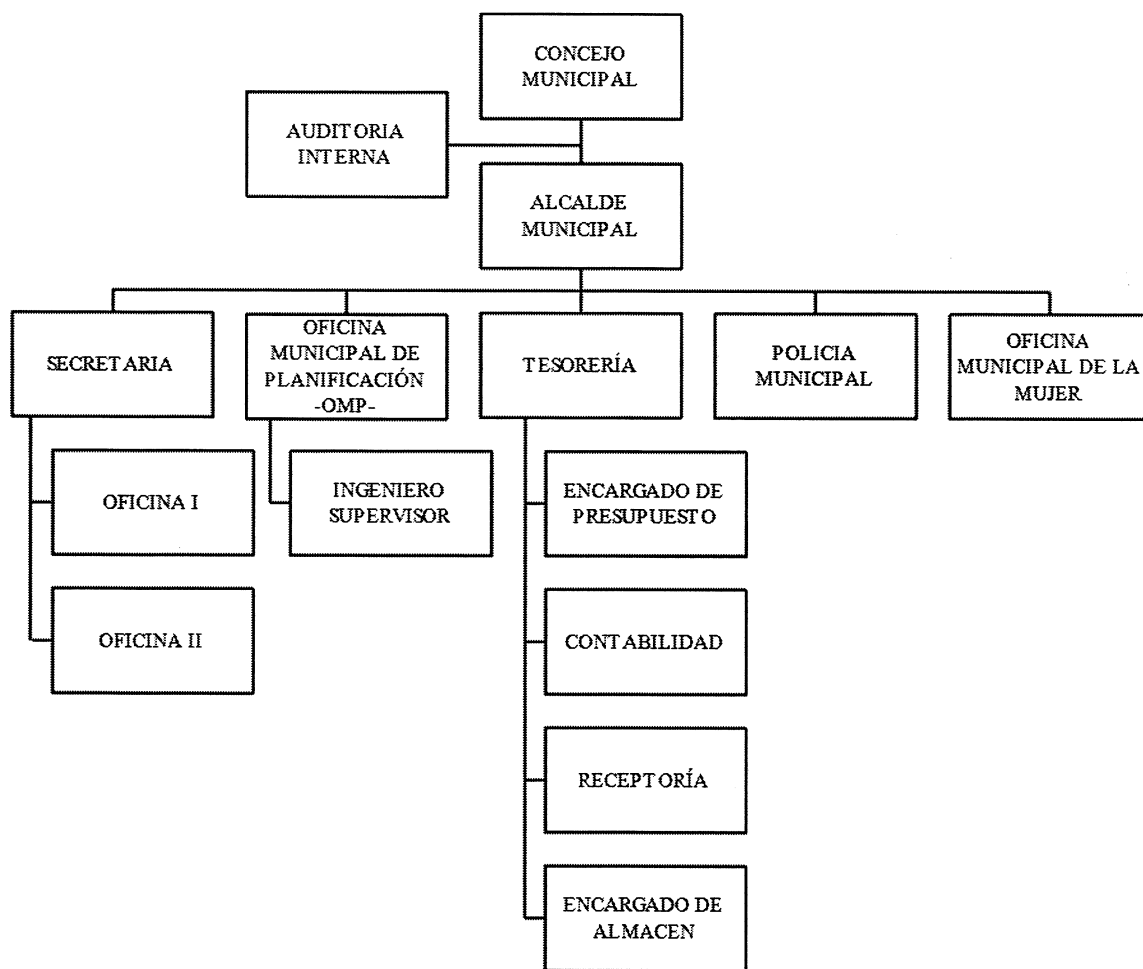 CONCEJO
MUNICIPAL
AUDITORIA
INTERNA
ALCALDE
MUNICIPAL
SECRETARIA
OFICINA
MUNICIPAL DE
PLANIFICACIÓN
-OMP-
TESORERÍA
POLICIA
MUNICIPAL
OFICINA
MUNICIPAL DE LA
MUJER
OFICINA I
INGENIERO
SUPERVISOR
ENCARGADO DE
PRESUPUESTO
OFICINA II
CONTABILIDAD
RECEPTORÍA
ENCARGADO DE
ALMACEN